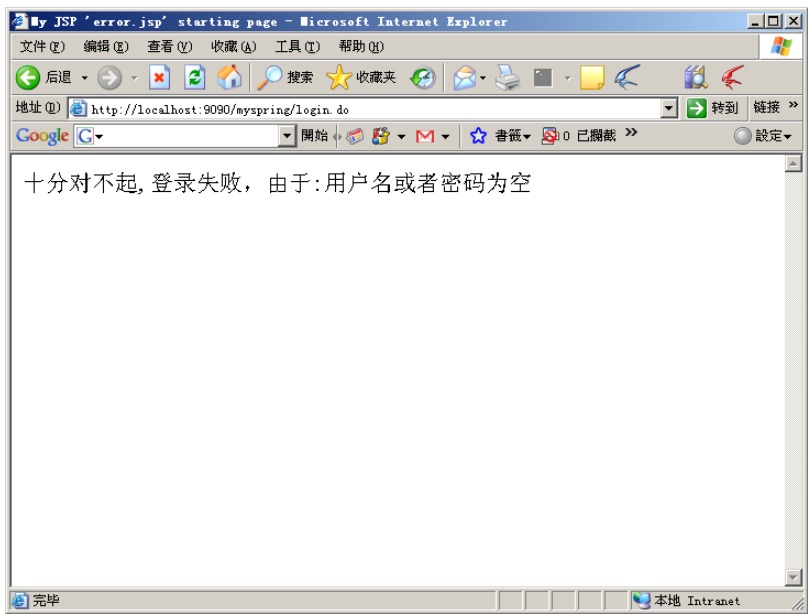 My JSP 'error.jsp' starting page - Microsoft Internet Explorer
文件(F) 编辑(E) 查看(V) 收藏(A) 工具(T) 帮助(H)
后退 搜索 收藏夹
地址(D) http://localhost:9090/myspring/login.do 转到 链接 »
Google G 開始 書籤 0 已攔截 » 設定
十分对不起,登录失败，由于:用户名或者密码为空
完毕 本地 Intranet